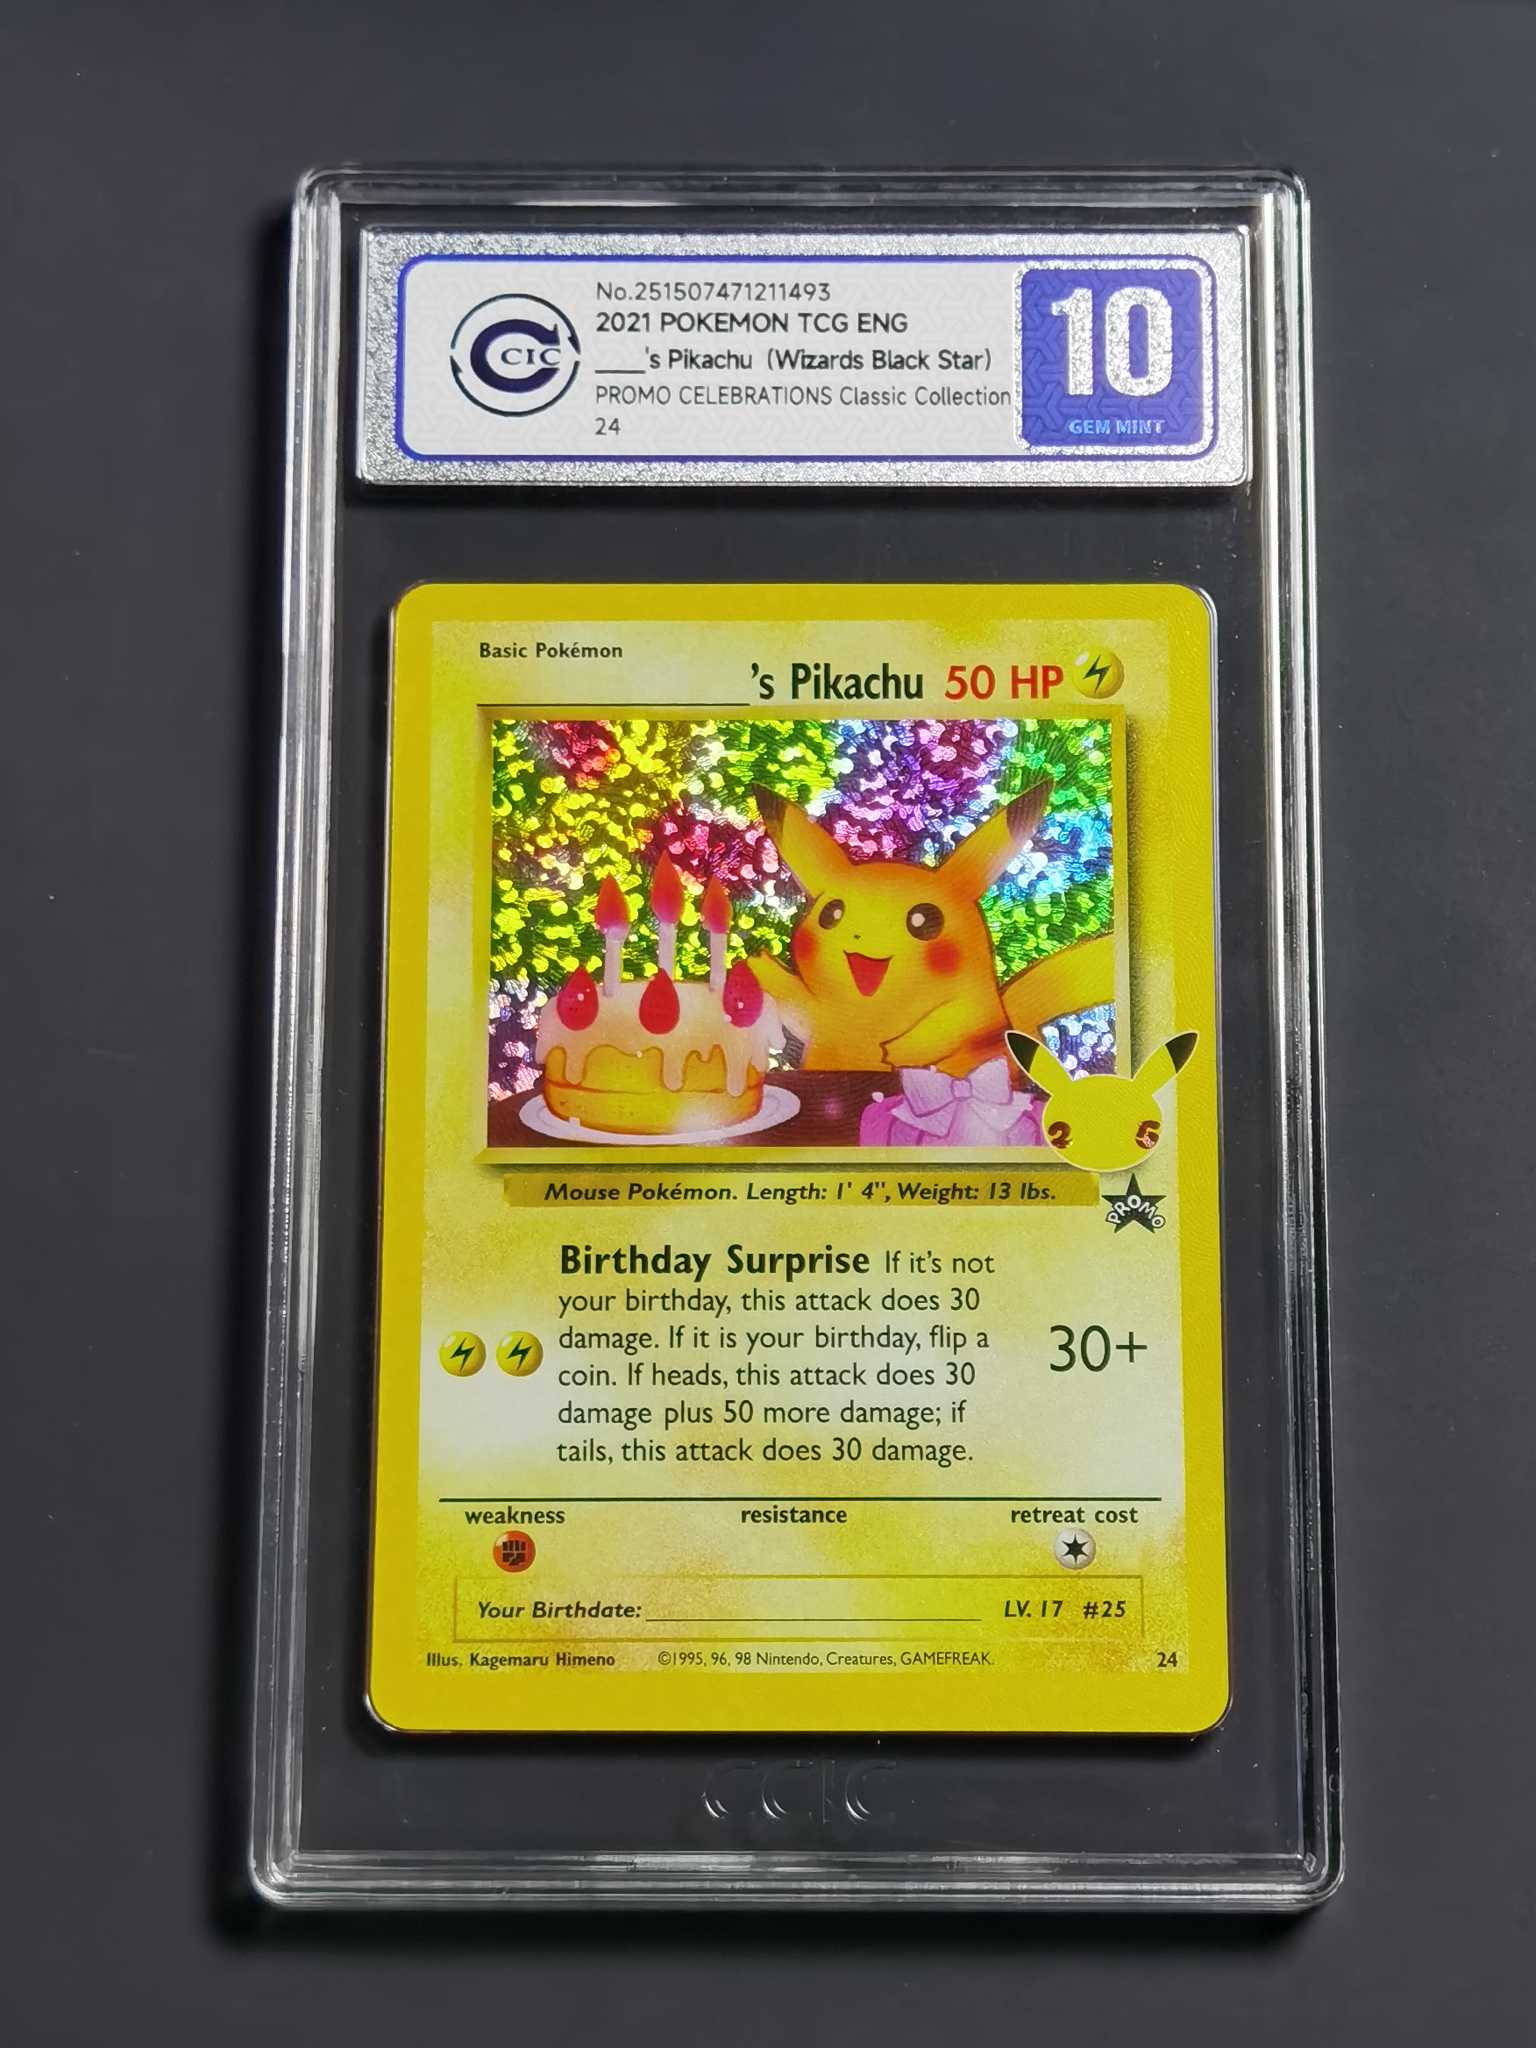 CCIC
No.251507471211493
2021 POKEMON TCG ENG
____'s Pikachu (Wizards Black Star)
PROMO CELEBRATIONS Classic Collection
24
10
GEM MINT
Basic Pokémon
____________'s Pikachu 50 HP
25
PROMO
Mouse Pokémon. Length: 1' 4", Weight: 13 lbs.
Birthday Surprise If it's not
your birthday, this attack does 30
damage. If it is your birthday, flip a
coin. If heads, this attack does 30
damage plus 50 more damage; if
tails, this attack does 30 damage.
30+
weakness resistance retreat cost
Your Birthdate:____________________ LV. 17 #25
Illus. Kagemaru Himeno ©1995, 96, 98 Nintendo, Creatures, GAMEFREAK. 24
CCIC